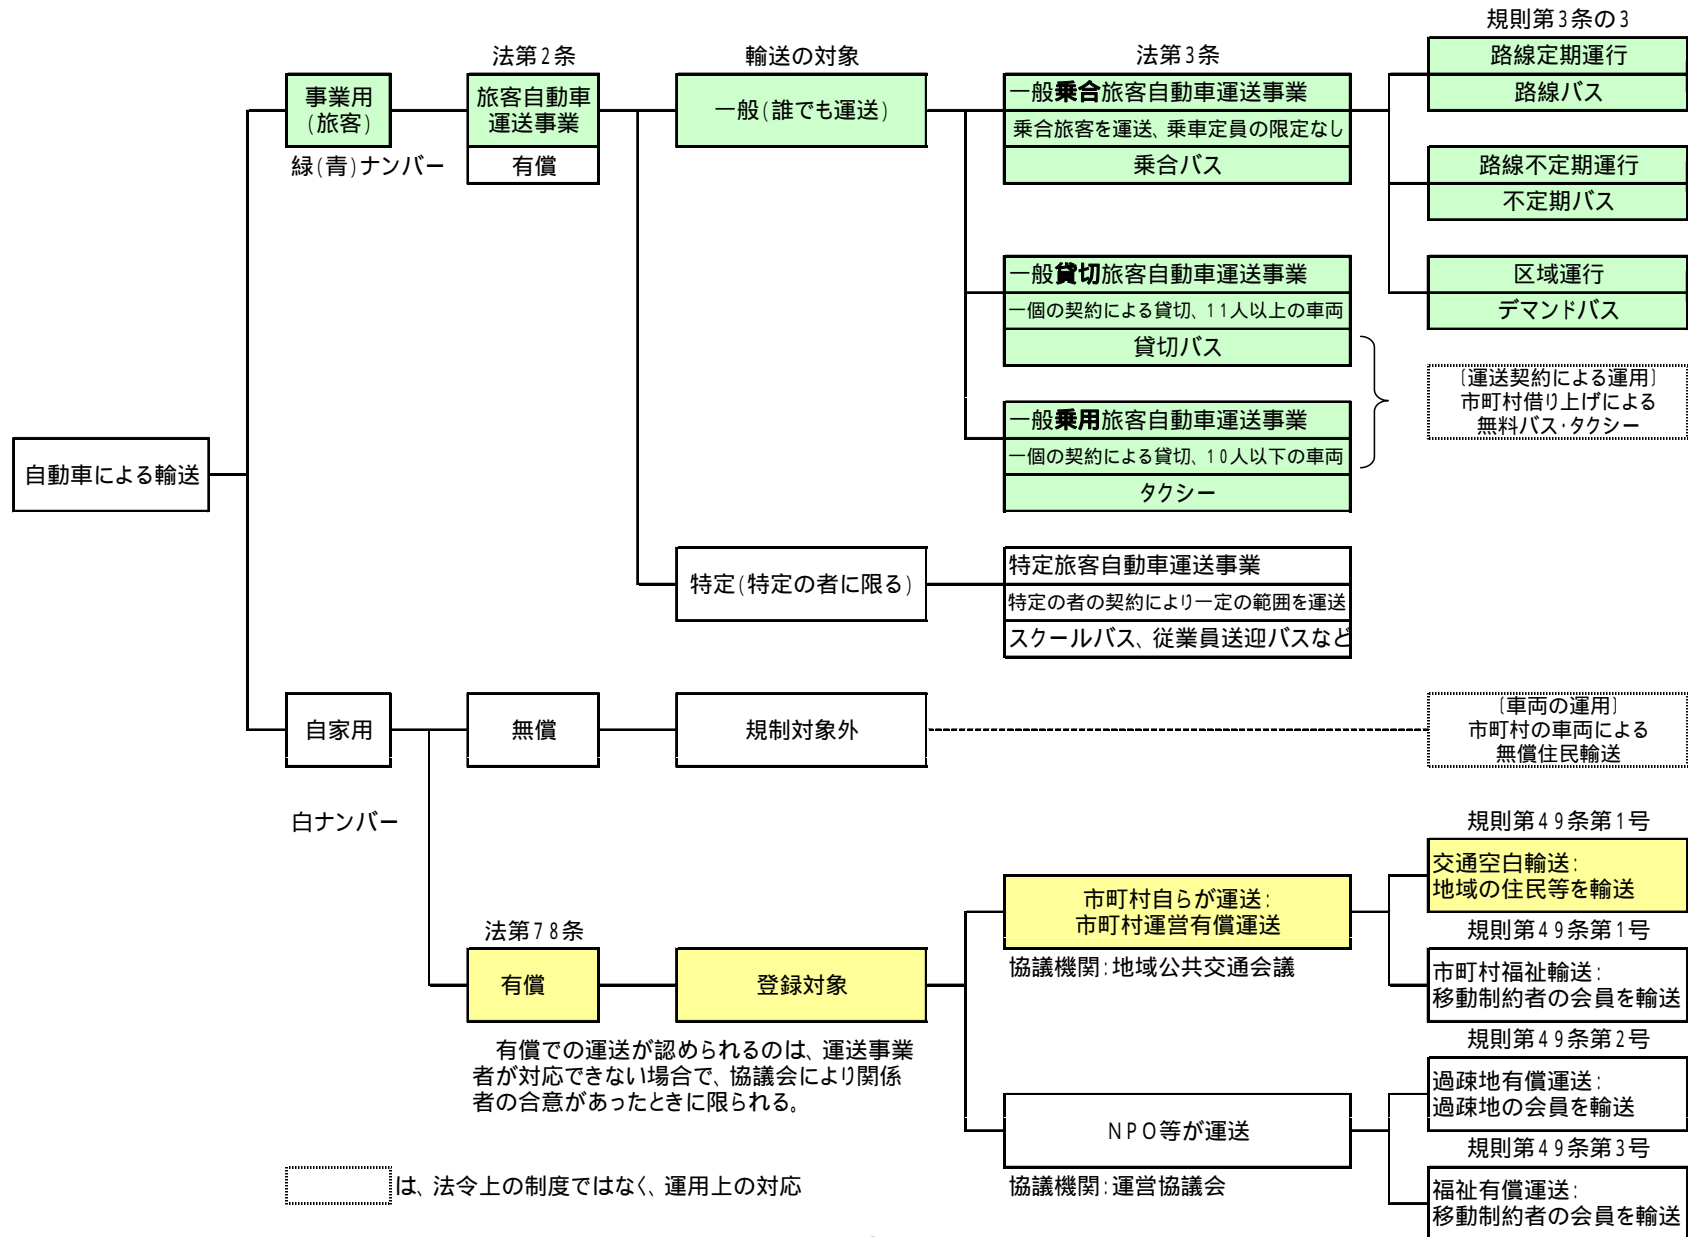 規則第3条の3
法第2条
輸送の対象
法第3条
路線定期運行
路線バス
事業用
(旅客)
旅客自動車
運送事業
一般(誰でも運送)
一般乗合旅客自動車運送事業
乗合旅客を運送、乗車定員の限定なし
乗合バス
緑(青)ナンバー
有償
路線不定期運行
不定期バス
一般貸切旅客自動車運送事業
一個の契約による貸切、11人以上の車両
貸切バス
区域運行
デマンドバス
〔運送契約による運用〕
市町村借り上げによる
無料バス・タクシー
一般乗用旅客自動車運送事業
一個の契約による貸切、10人以下の車両
タクシー
自動車による輸送
特定(特定の者に限る)
特定旅客自動車運送事業
特定の者の契約により一定の範囲を運送
スクールバス、従業員送迎バスなど
自家用
無償
規制対象外
〔車両の運用〕
市町村の車両による
無償住民輸送
白ナンバー
規則第49条第1号
交通空白輸送:
地域の住民等を輸送
市町村自らが運送:
市町村運営有償運送
協議機関:地域公共交通会議
法第78条
有償
登録対象
規則第49条第1号
市町村福祉輸送:
移動制約者の会員を輸送
有償での運送が認められるのは、運送事業
者が対応できない場合で、協議会により関係
者の合意があったときに限られる。
規則第49条第2号
過疎地有償運送:
過疎地の会員を輸送
NPO等が運送
協議機関:運営協議会
規則第49条第3号
福祉有償運送:
移動制約者の会員を輸送
は、法令上の制度ではなく、運用上の対応